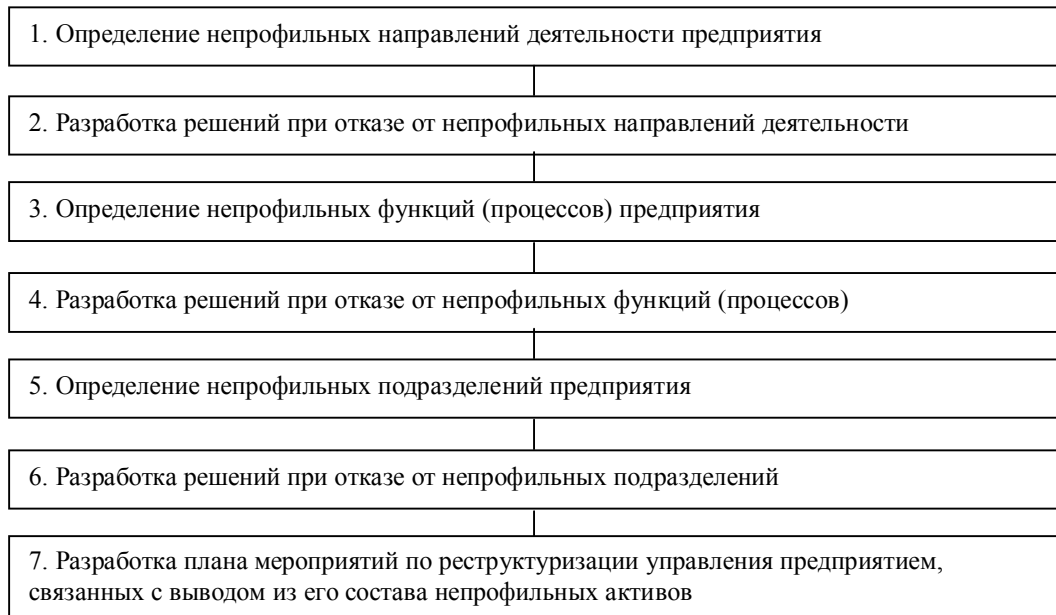 1. Определение непрофильных направлений деятельности предприятия
2. Разработка решений при отказе от непрофильных направлений деятельности
3. Определение непрофильных функций (процессов) предприятия
4. Разработка решений при отказе от непрофильных функций (процессов)
5. Определение непрофильных подразделений предприятия
6. Разработка решений при отказе от непрофильных подразделений
7. Разработка плана мероприятий по реструктуризации управления предприятием,
связанных с выводом из его состава непрофильных активов